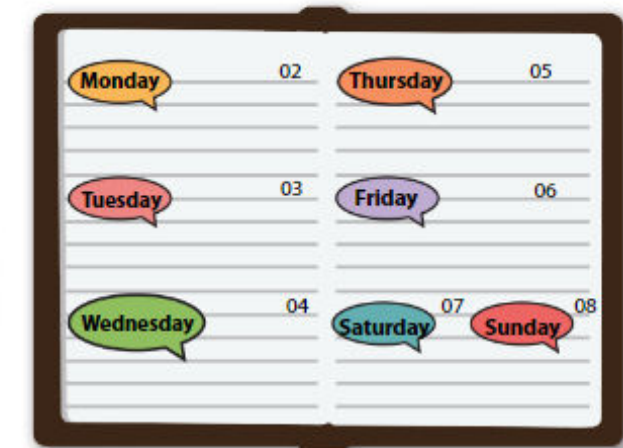 Monday 02
Tuesday 03
Wednesday 04
Thursday 05
Friday 06
Saturday 07 Sunday 08